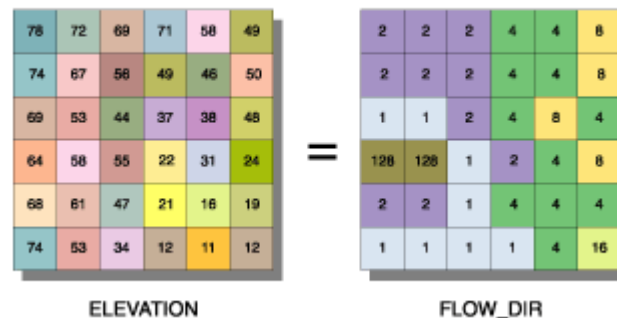 78 72 69 71 58 49 2 2 2 4 4 8
74 67 56 49 46 50 2 2 2 4 4 8
69 53 44 37 38 48 1 1 2 4 8 4
64 58 55 22 31 24 = 128 128 1 2 4 8
68 61 47 21 16 19 2 2 1 4 4 4
74 53 34 12 11 12 1 1 1 1 4 16
ELEVATION FLOW_DIR